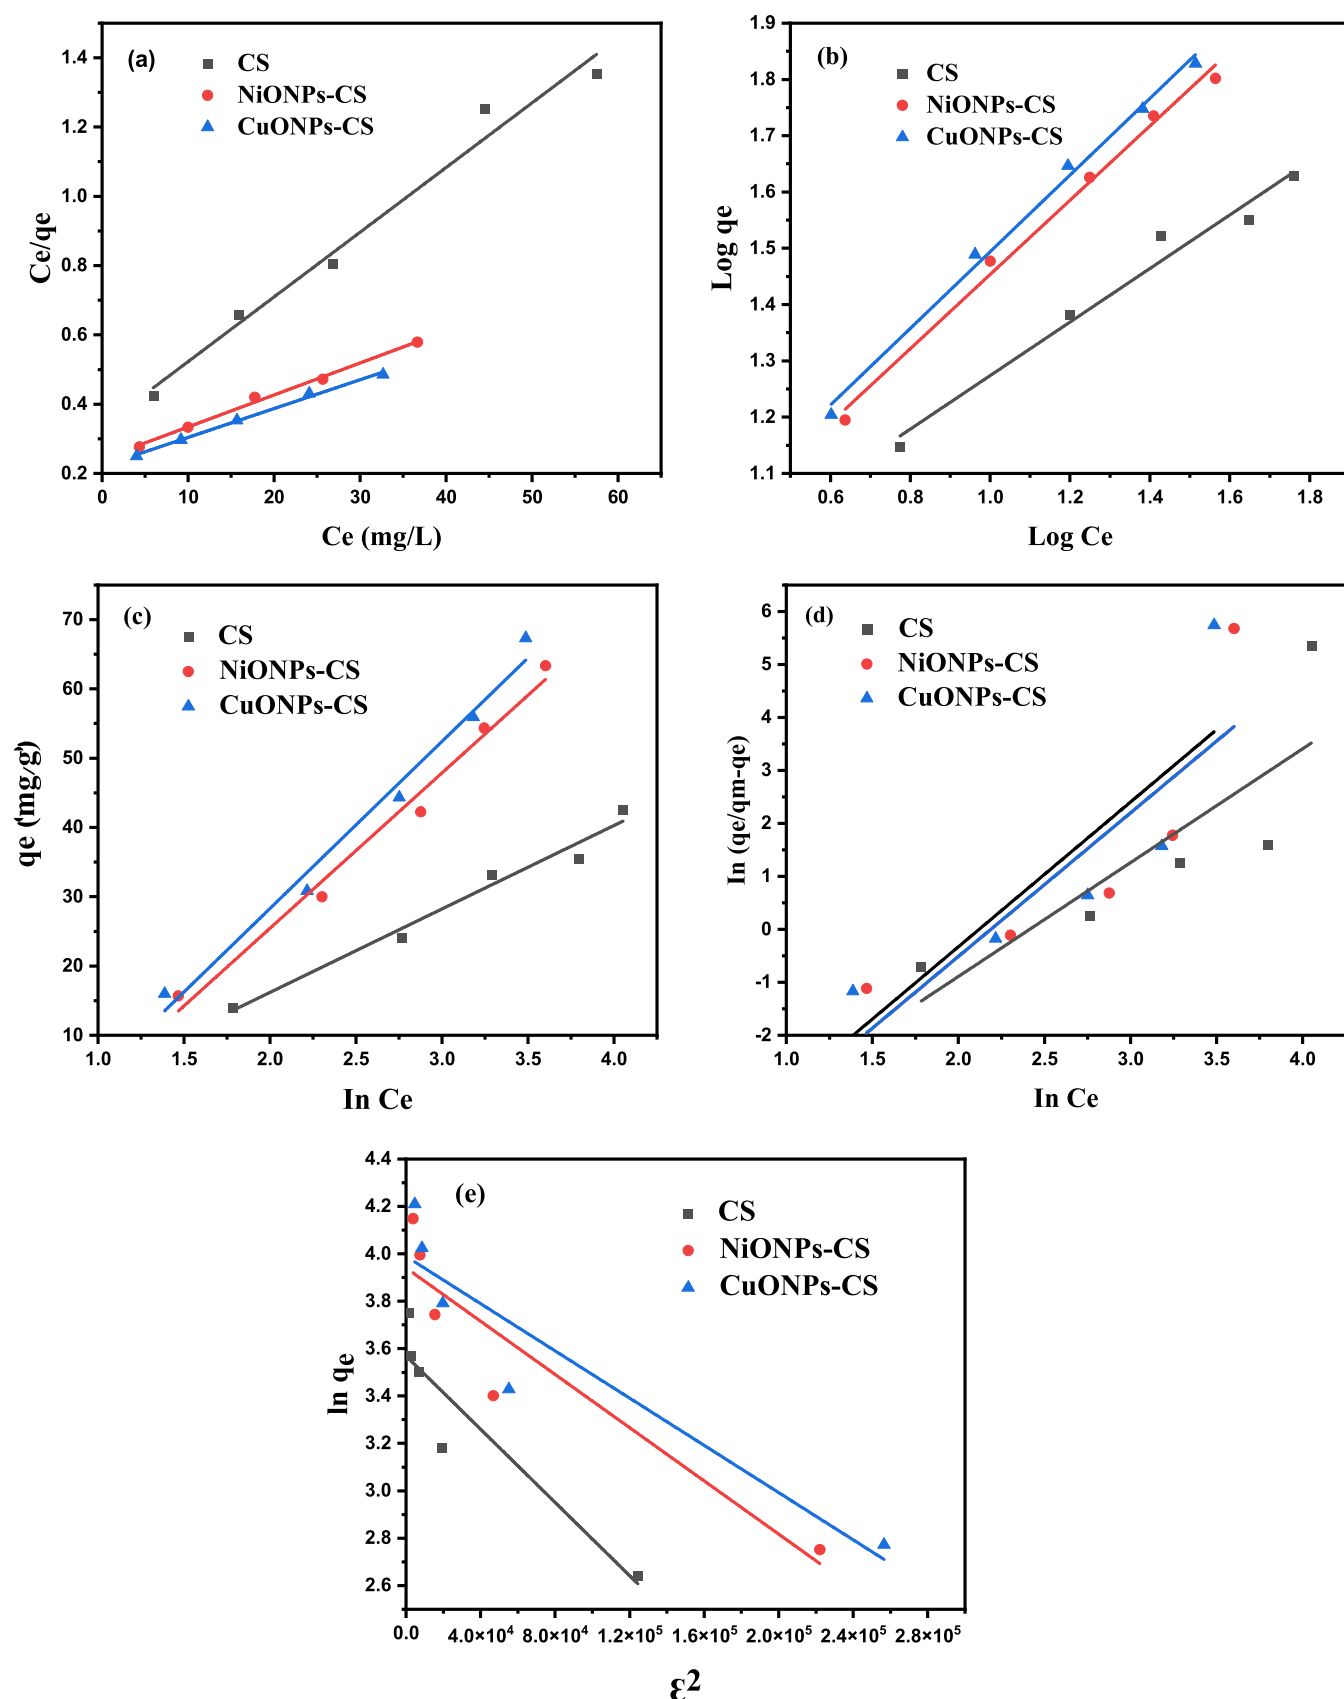 (a)
CS
NiONPs-CS
CuONPs-CS
1.4
1.2
1.0
0.8
0.6
0.4
0.2
Ce/qe
0 10 20 30 40 50 60
Ce (mg/L)
(b)
CS
NiONPs-CS
CuONPs-CS
1.9
1.8
1.7
1.6
1.5
1.4
1.3
1.2
1.1
Log qe
0.6 0.8 1.0 1.2 1.4 1.6 1.8
Log Ce
(c)
CS
NiONPs-CS
CuONPs-CS
70
60
50
40
30
20
10
qe (mg/g)
1.0 1.5 2.0 2.5 3.0 3.5 4.0
In Ce
(d)
CS
NiONPs-CS
CuONPs-CS
6
5
4
3
2
1
0
-1
-2
In (qe/qm-qe)
1.0 1.5 2.0 2.5 3.0 3.5 4.0
In Ce
(e)
CS
NiONPs-CS
CuONPs-CS
4.4
4.2
4.0
3.8
3.6
3.4
3.2
3.0
2.8
2.6
ln qe
0.0 4.0×10⁴ 8.0×10⁴ 1.2×10⁵ 1.6×10⁵ 2.0×10⁵ 2.4×10⁵ 2.8×10⁵
ε²